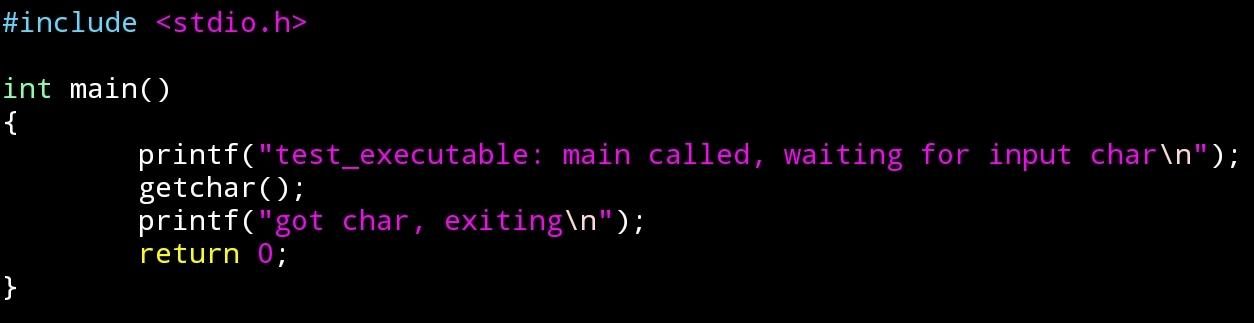 #include <stdio.h>
int main()
{
printf("test_executable: main called, waiting for input char\n");
getchar();
printf("got char, exiting\n");
return 0;
}